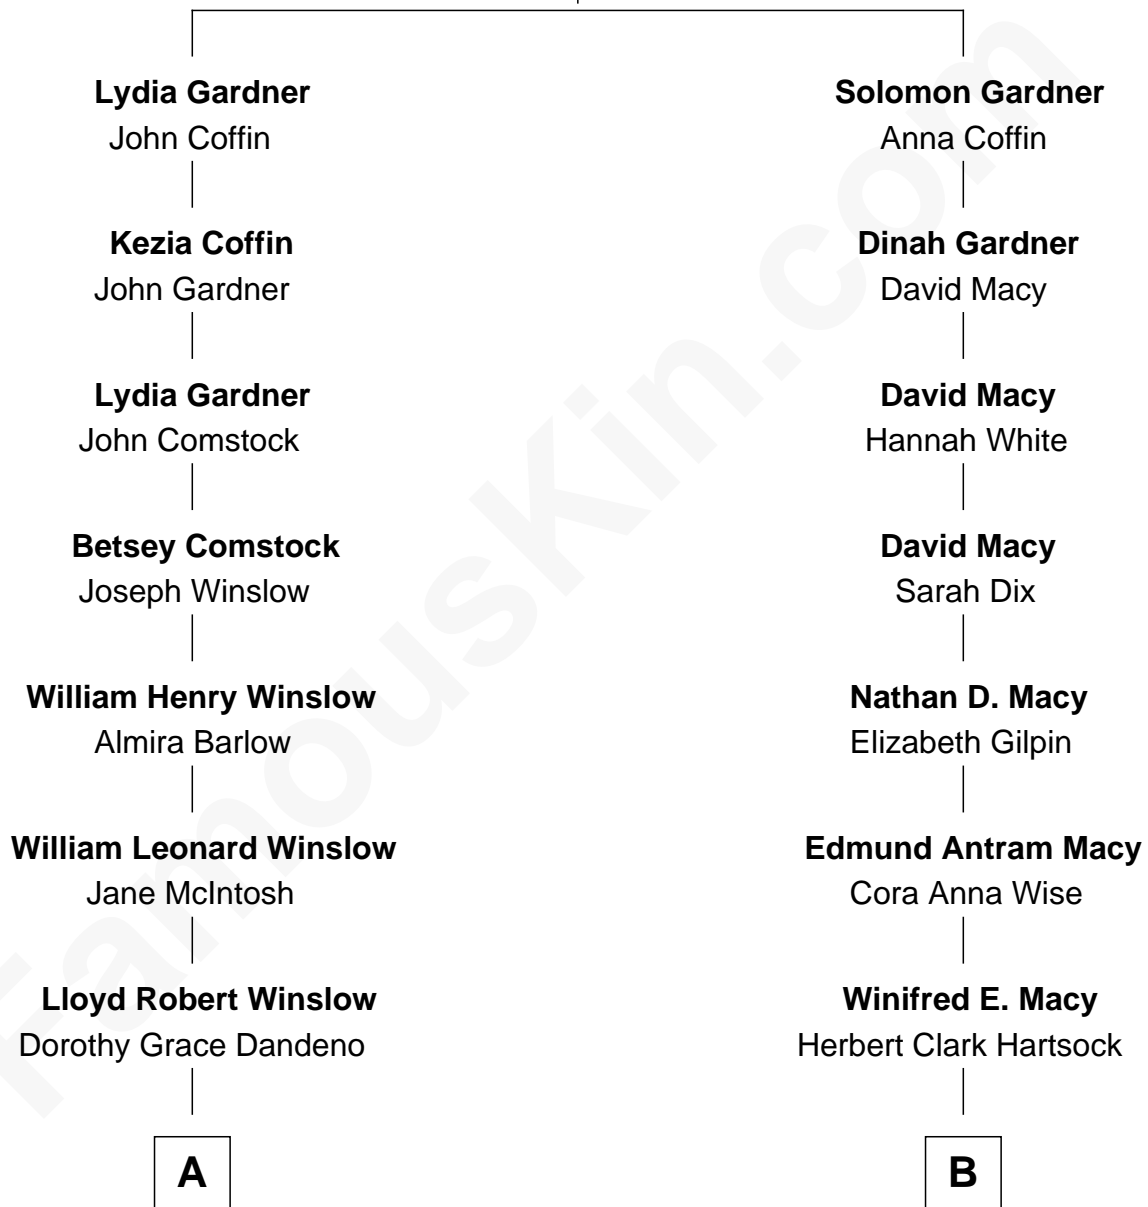 Lydia Gardner
John Coffin
Kezia Coffin
John Gardner
Lydia Gardner
John Comstock
Betsey Comstock
Joseph Winslow
William Henry Winslow
Almira Barlow
William Leonard Winslow
Jane McIntosh
Lloyd Robert Winslow
Dorothy Grace Dandeno
A
Solomon Gardner
Anna Coffin
Dinah Gardner
David Macy
David Macy
Hannah White
David Macy
Sarah Dix
Nathan D. Macy
Elizabeth Gilpin
Edmund Antram Macy
Cora Anna Wise
Winifred E. Macy
Herbert Clark Hartsock
B
FamousKin.com